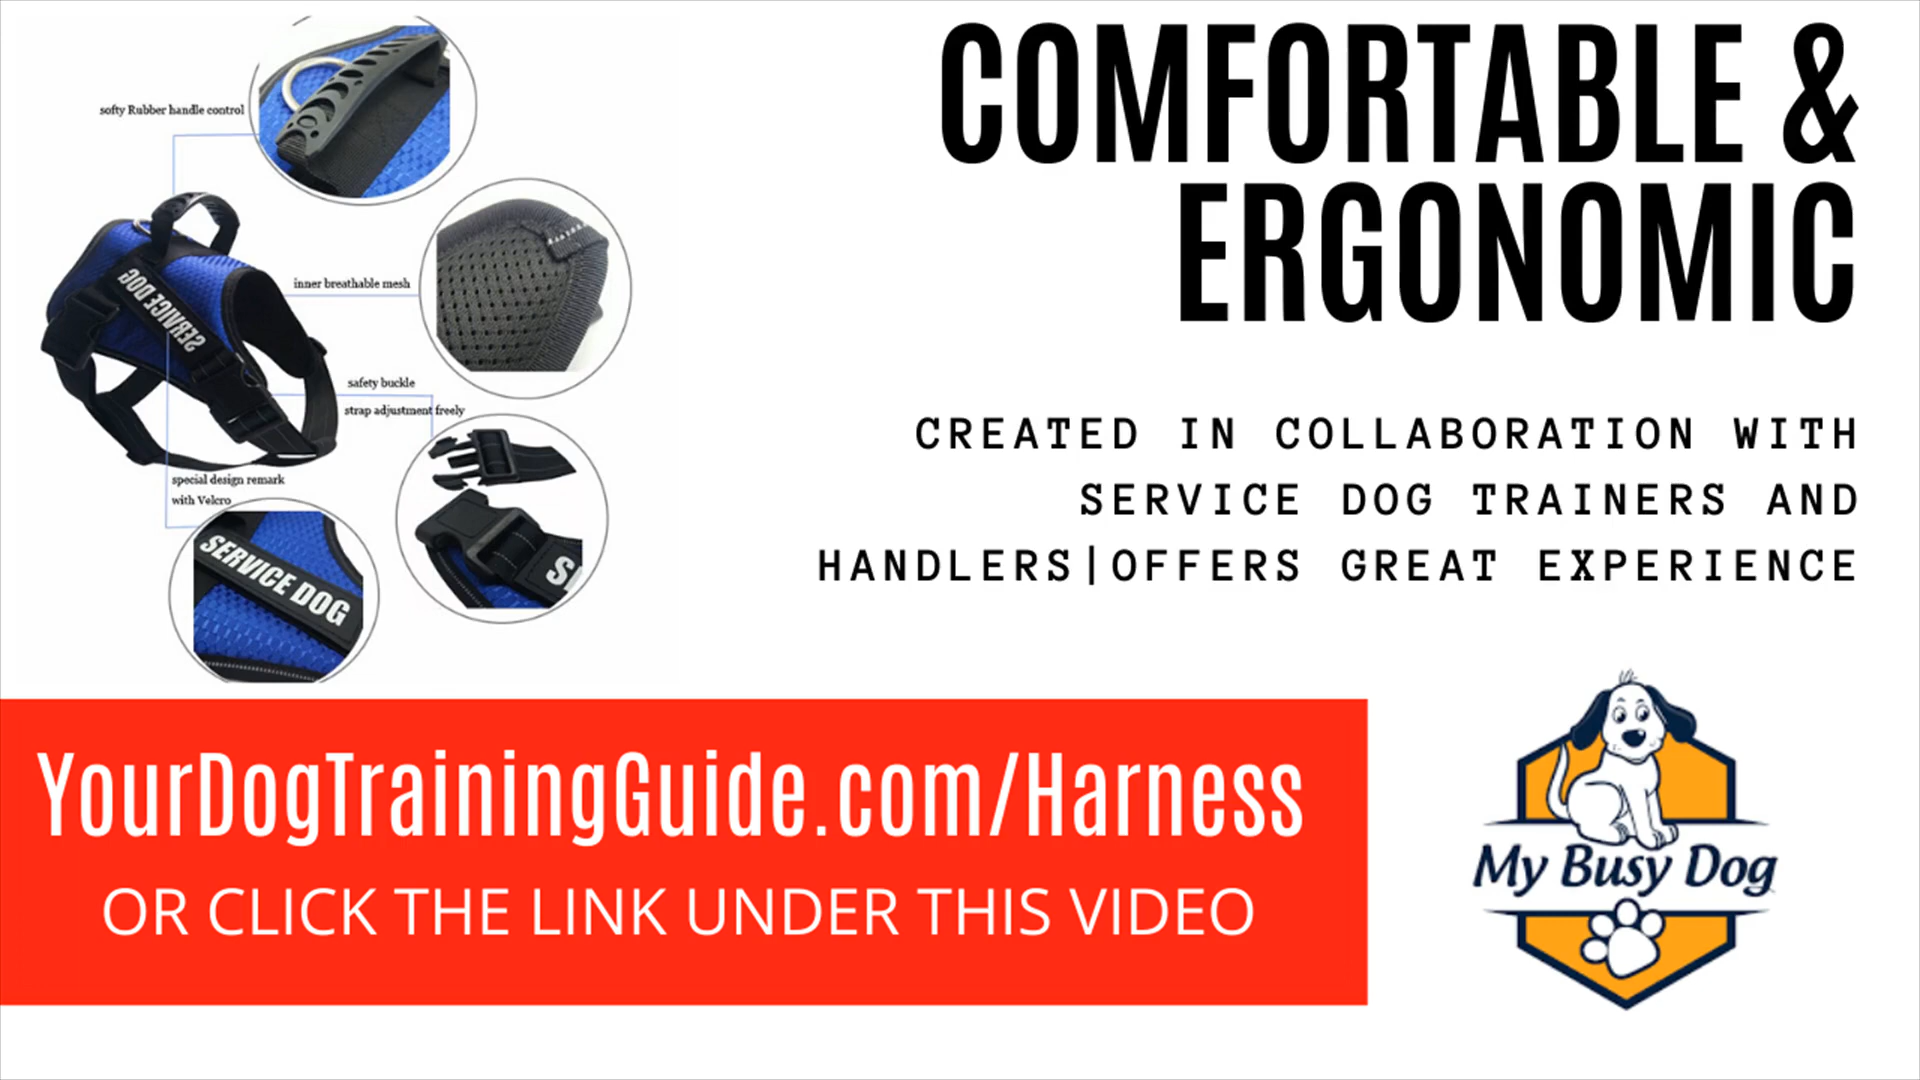 COMFORTABLE &
ERGONOMIC
softy Rubber handle control
inner breathable mesh
safety buckle
strap adjustment freely
special design remark
with Velcro
SERVICE DOG
SERVICE DOG
S
CREATED IN COLLABORATION WITH
SERVICE DOG TRAINERS AND
HANDLERS|OFFERS GREAT EXPERIENCE
YourDogTrainingGuide.com/Harness
OR CLICK THE LINK UNDER THIS VIDEO
My Busy Dog